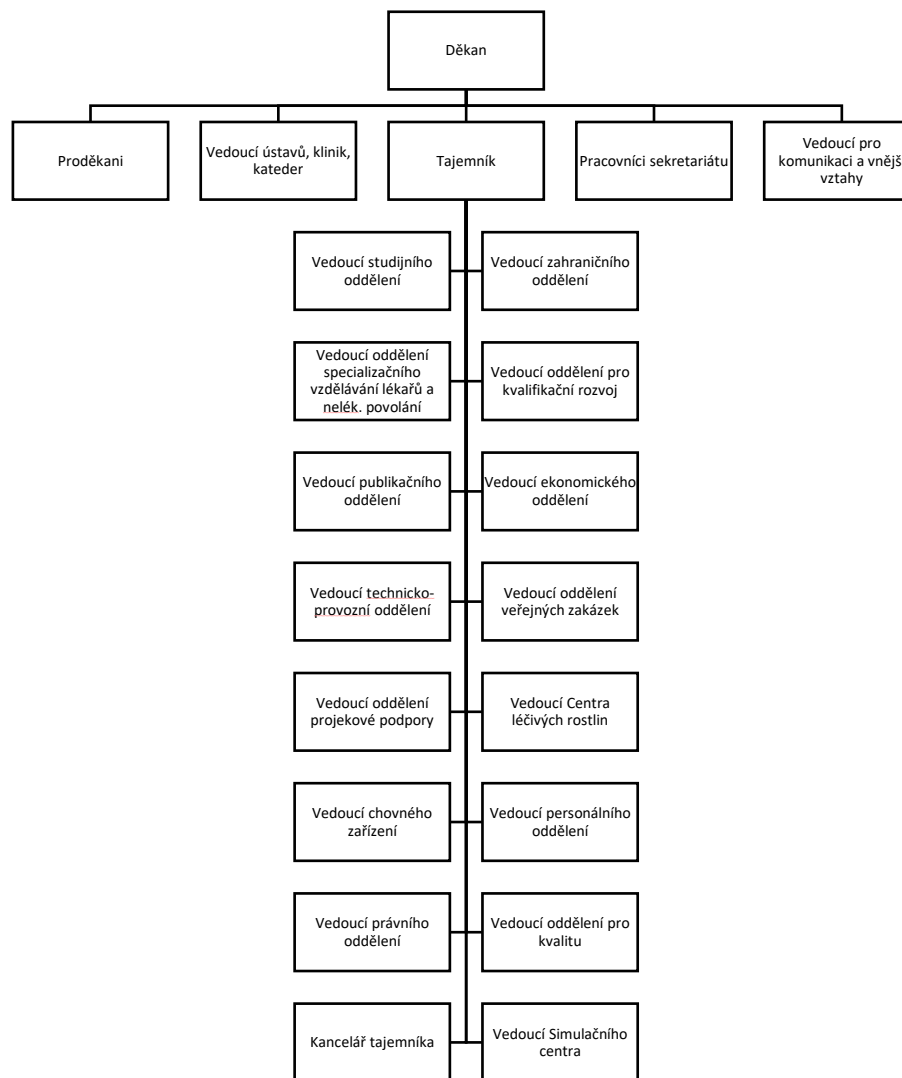 Děkan
Proděkani
Vedoucí ústavů, klinik,
kateder
Tajemník
Pracovníci sekretariátu
Vedoucí pro
komunikaci a vnějš
vztahy
Vedoucí studijního
oddělení
Vedoucí zahraničního
oddělení
Vedoucí oddělení
specializačního
vzdělávání lékařů a
nelék. povolání
Vedoucí oddělení pro
kvalifikační rozvoj
Vedoucí publikačního
oddělení
Vedoucí ekonomického
oddělení
Vedoucí technicko-
provozní oddělení
Vedoucí oddělení
veřejných zakázek
Vedoucí oddělení
projekové podpory
Vedoucí Centra
léčivých rostlin
Vedoucí chovného
zařízení
Vedoucí personálního
oddělení
Vedoucí právního
oddělení
Vedoucí oddělení pro
kvalitu
Kancelář tajemníka
Vedoucí Simulačního
centra